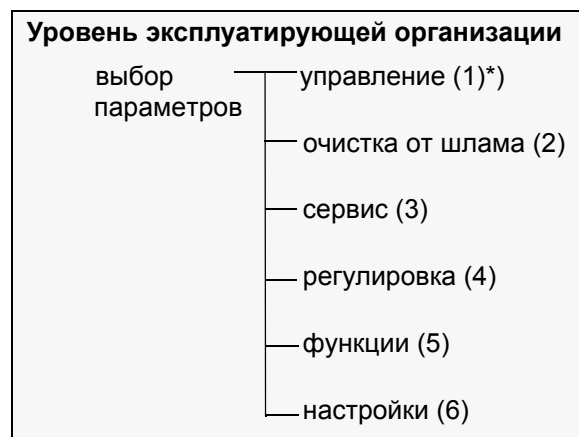 Уровень эксплуатирующей организации
выбор управление (1)*)
параметров
очистка от шлама (2)
сервис (3)
регулировка (4)
функции (5)
настройки (6)